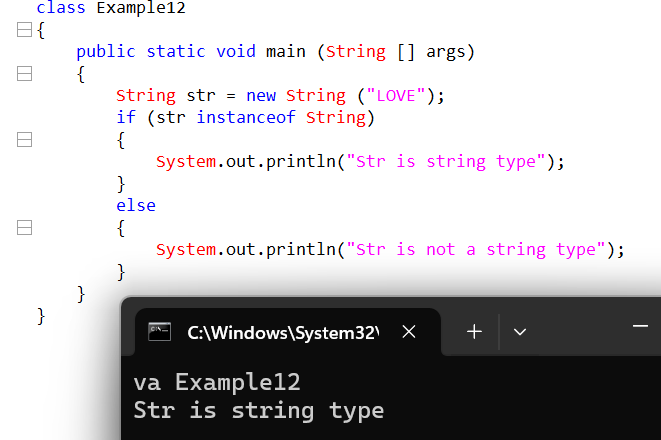 class Example12
{
public static void main (String [] args)
{
String str = new String ("LOVE");
if (str instanceof String)
{
System.out.println("Str is string type");
}
else
{
System.out.println("Str is not a string type");
}
}
}
C:\Windows\System32\
va Example12
Str is string type